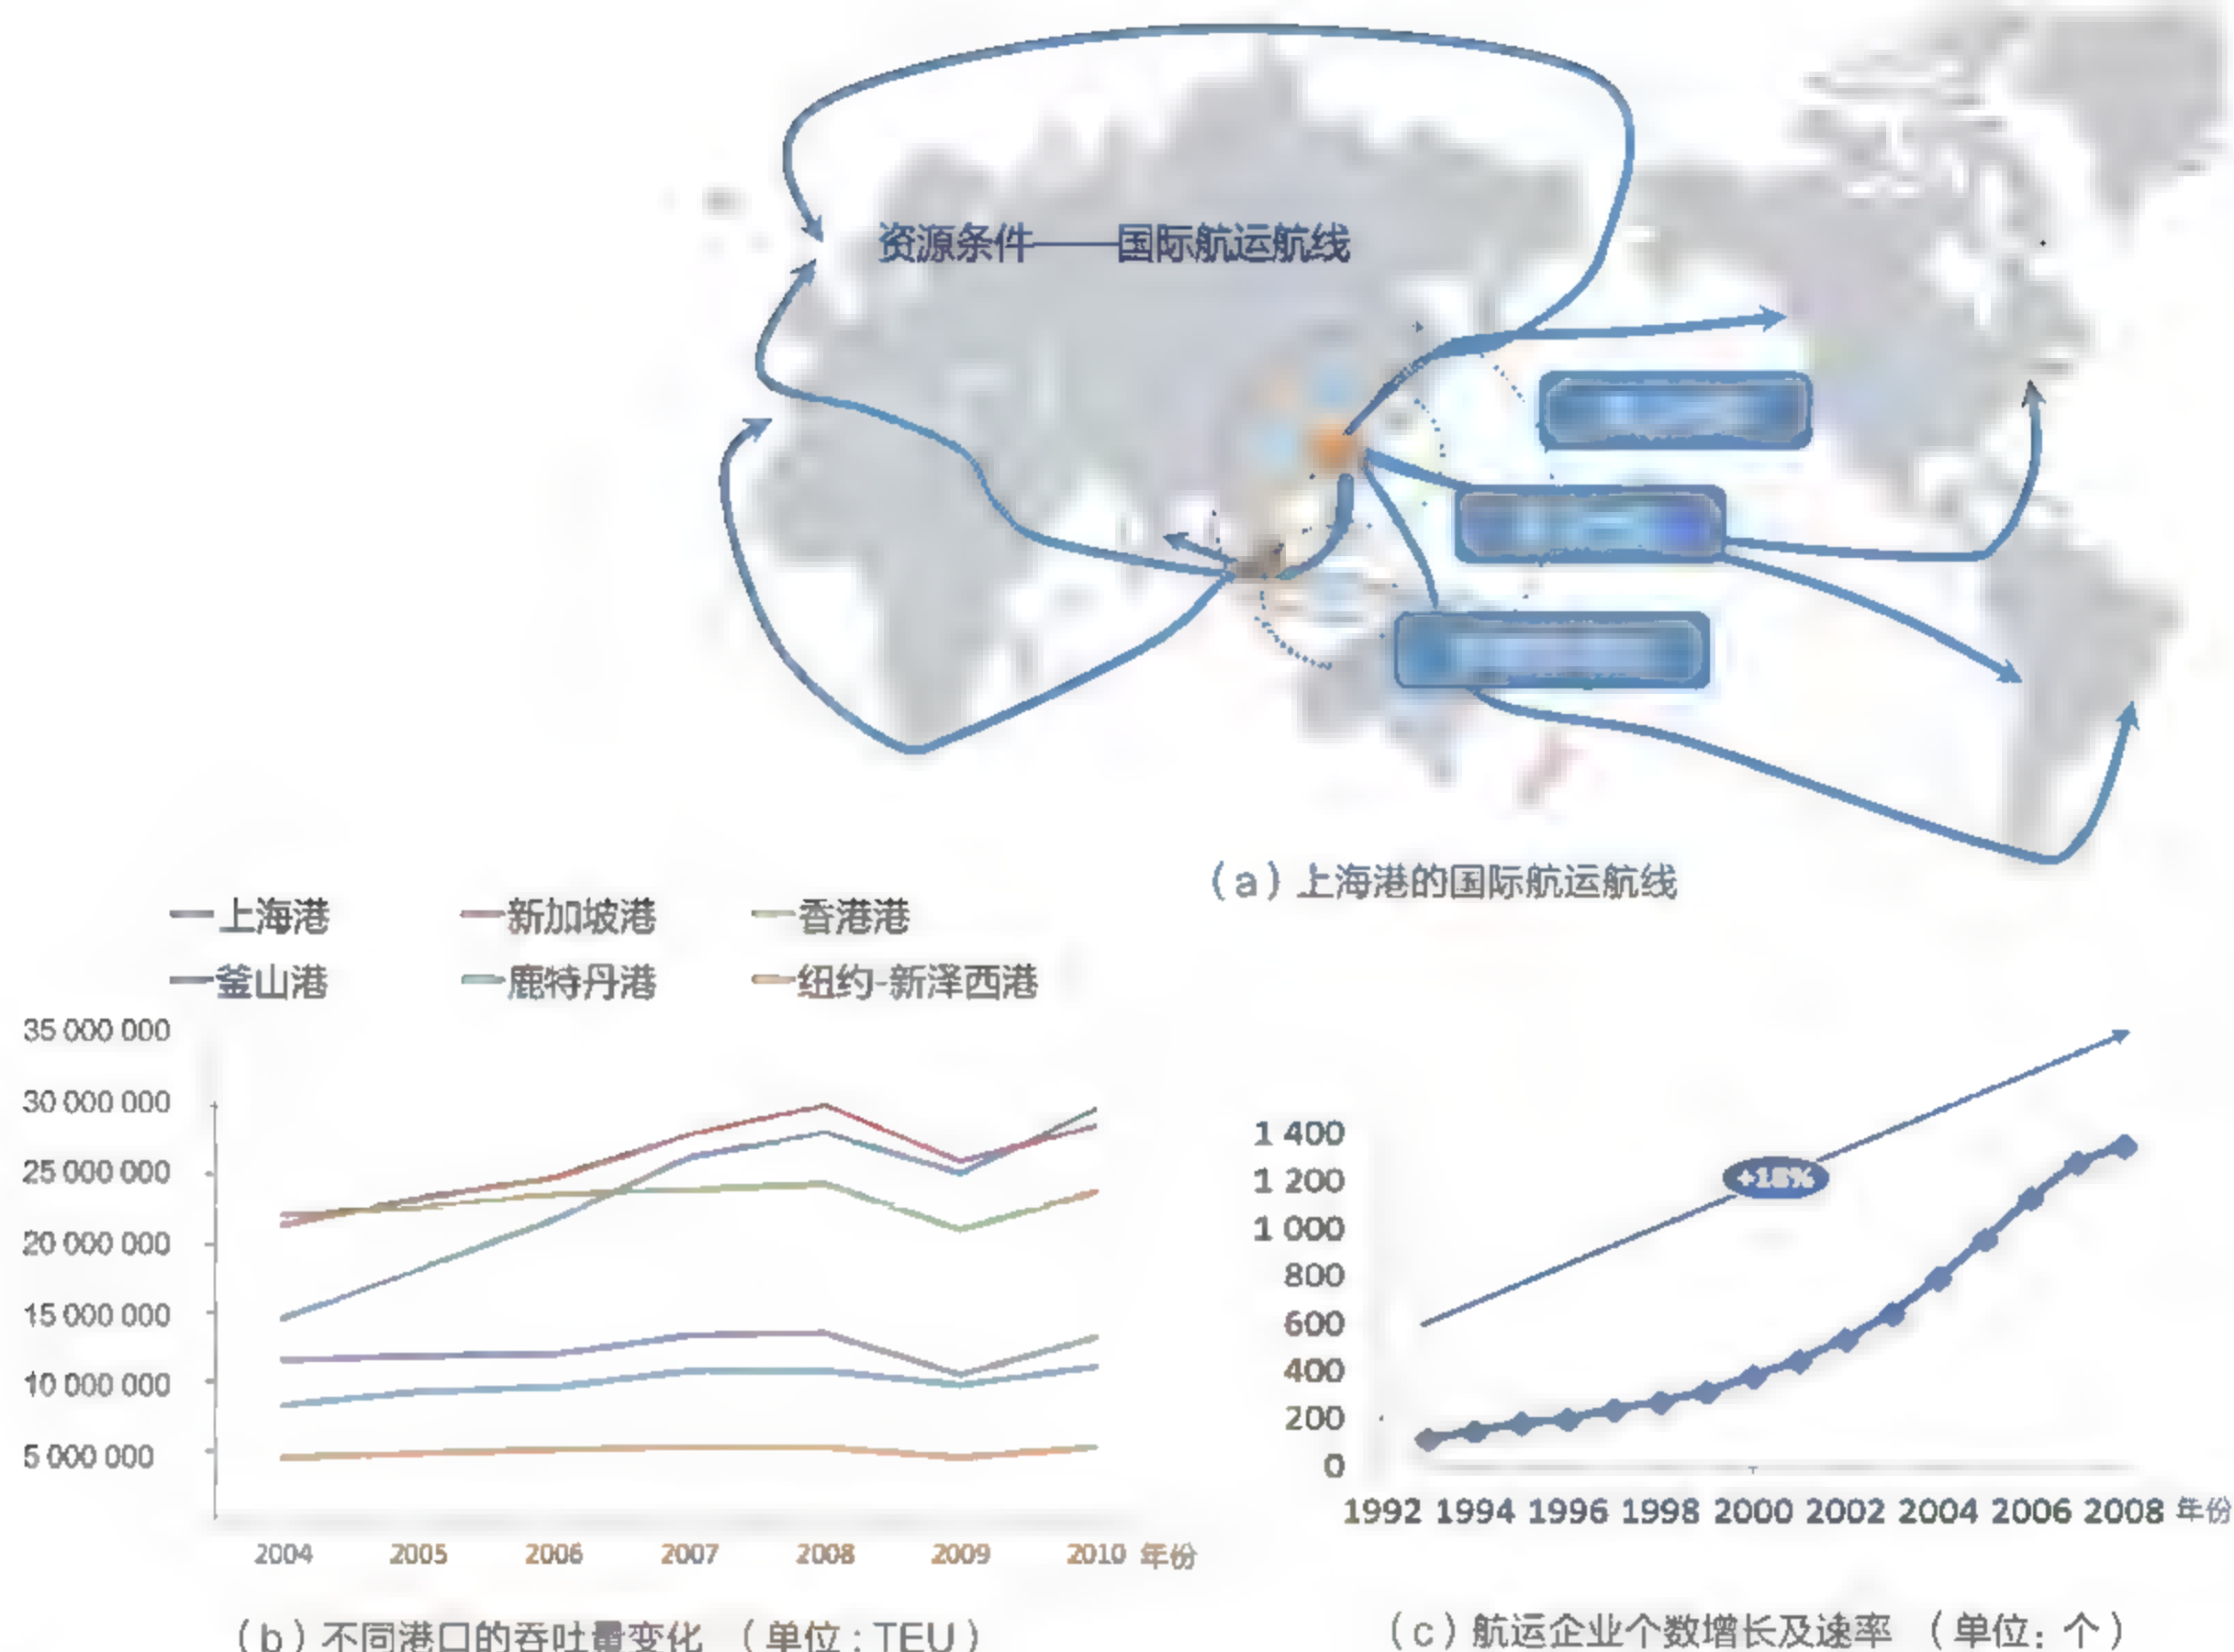 资源条件——国际航运航线
(a)上海港的国际航运航线
上海港 新加坡港 香港港
釜山港 鹿特丹港 纽约-新泽西港
35 000 000
30 000 000
25 000 000
20 000 000
15 000 000
10 000 000
5 000 000
2004 2005 2006 2007 2008 2009 2010 年份
(b)不同港口的吞吐量变化 (单位:TEU)
1 400
1 200
1 000
800
600
400
200
0
+18%
1992 1994 1996 1998 2000 2002 2004 2006 2008 年份
(c)航运企业个数增长及速率 (单位:个)